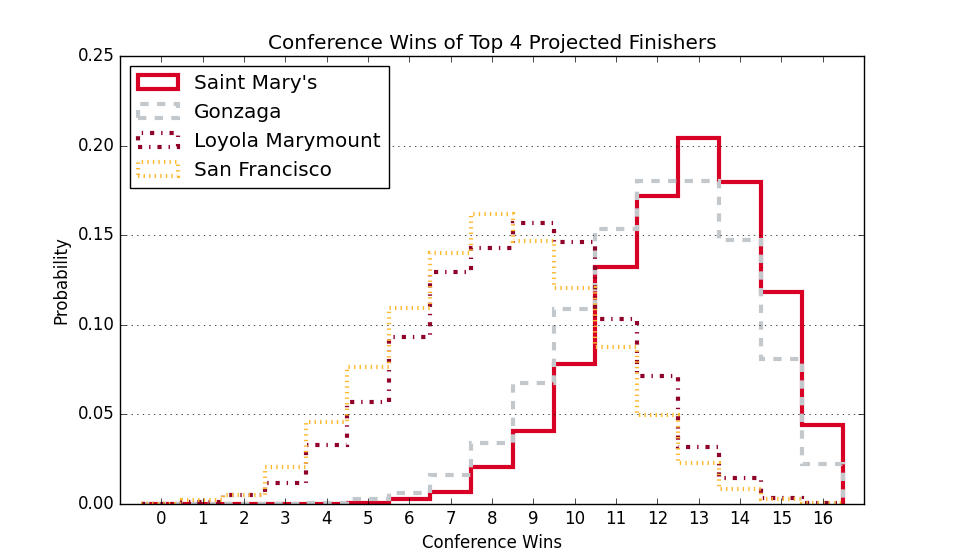 Conference Wins of Top 4 Projected Finishers
0.25
0.20
0.15
0.10
0.05
0.00
Probability
Saint Mary's
Gonzaga
Loyola Marymount
San Francisco
0 1 2 3 4 5 6 7 8 9 10 11 12 13 14 15 16
Conference Wins